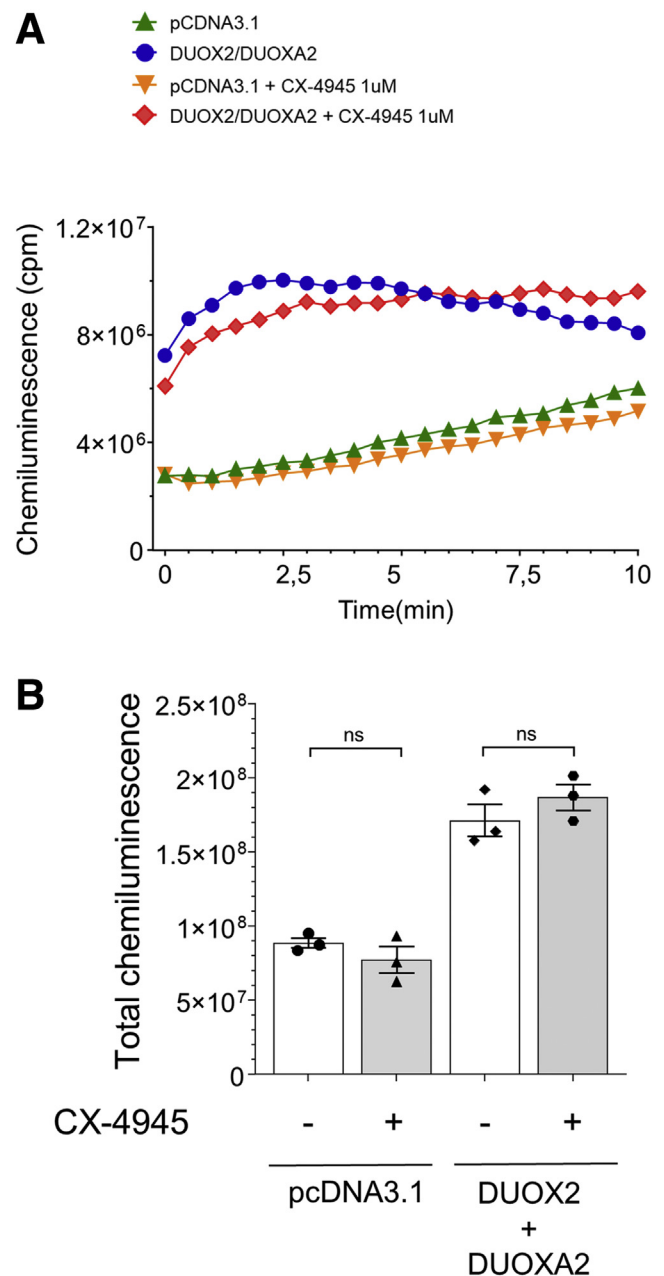 A
pCDNA3.1
DUOX2/DUOXA2
pCDNA3.1 + CX-4945 1uM
DUOX2/DUOXA2 + CX-4945 1uM
Chemiluminescence (cpm)
1.2×10⁷
8×10⁶
4×10⁶
0
0 2,5 5 7,5 10
Time(min)
B
Total chemiluminescence
2.5×10⁸
2×10⁸
1.5×10⁸
1×10⁸
5×10⁷
0
ns ns
CX-4945 - + - +
pcDNA3.1 DUOX2
+
DUOXA2